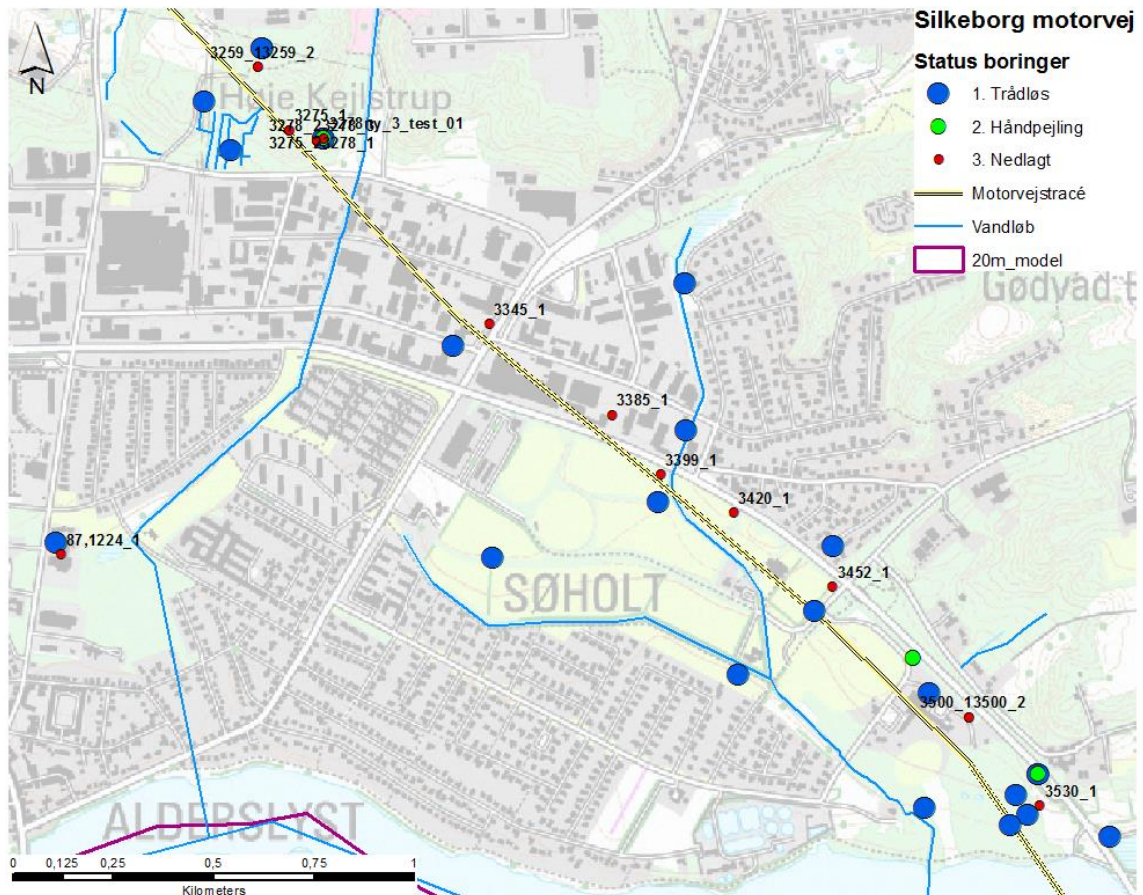 Silkeborg motorvej
Status boringer
1. Trådløs
2. Håndpejling
3. Nedlagt
Motorvejstracé
Vandløb
20m_model
N
3259_13259_2
Høje Kejlstrup
3275_1
3345_1
Gødvad
3385_1
3399_1
3420_1
87,1224_1
3452_1
SØHOLT
3500_13500_2
3530_1
ALDERSLYST
0 0,125 0,25 0,5 0,75 1
Kilometers